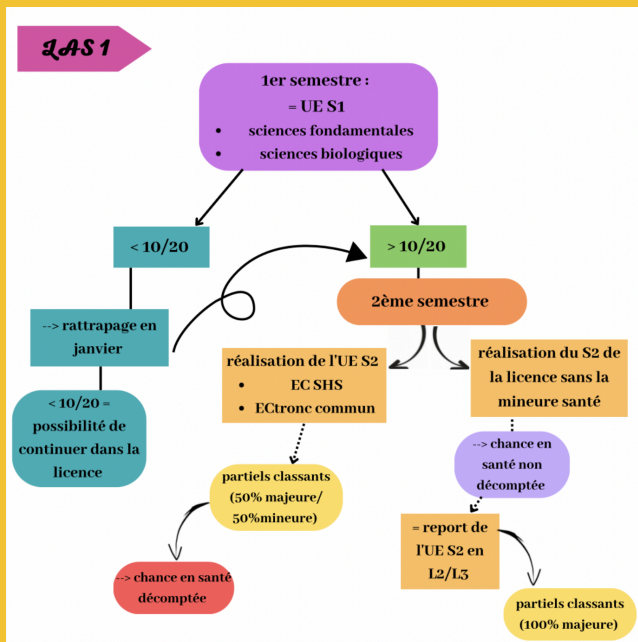 LAS 1
1er semestre :
= UE S1
• sciences fondamentales
• sciences biologiques
< 10/20
> 10/20
2ème semestre
--> rattrapage en
janvier
< 10/20 =
possibilité de
continuer dans la
licence
réalisation de l'UE S2
• EC SHS
• ECtronc commun
partiels classants
(50% majeure/
50%mineure)
--> chance en santé
décomptée
réalisation du S2 de
la licence sans la
mineure santé
--> chance en
santé non
décomptée
= report de
l'UE S2 en
L2/L3
partiels classants
(100% majeure)